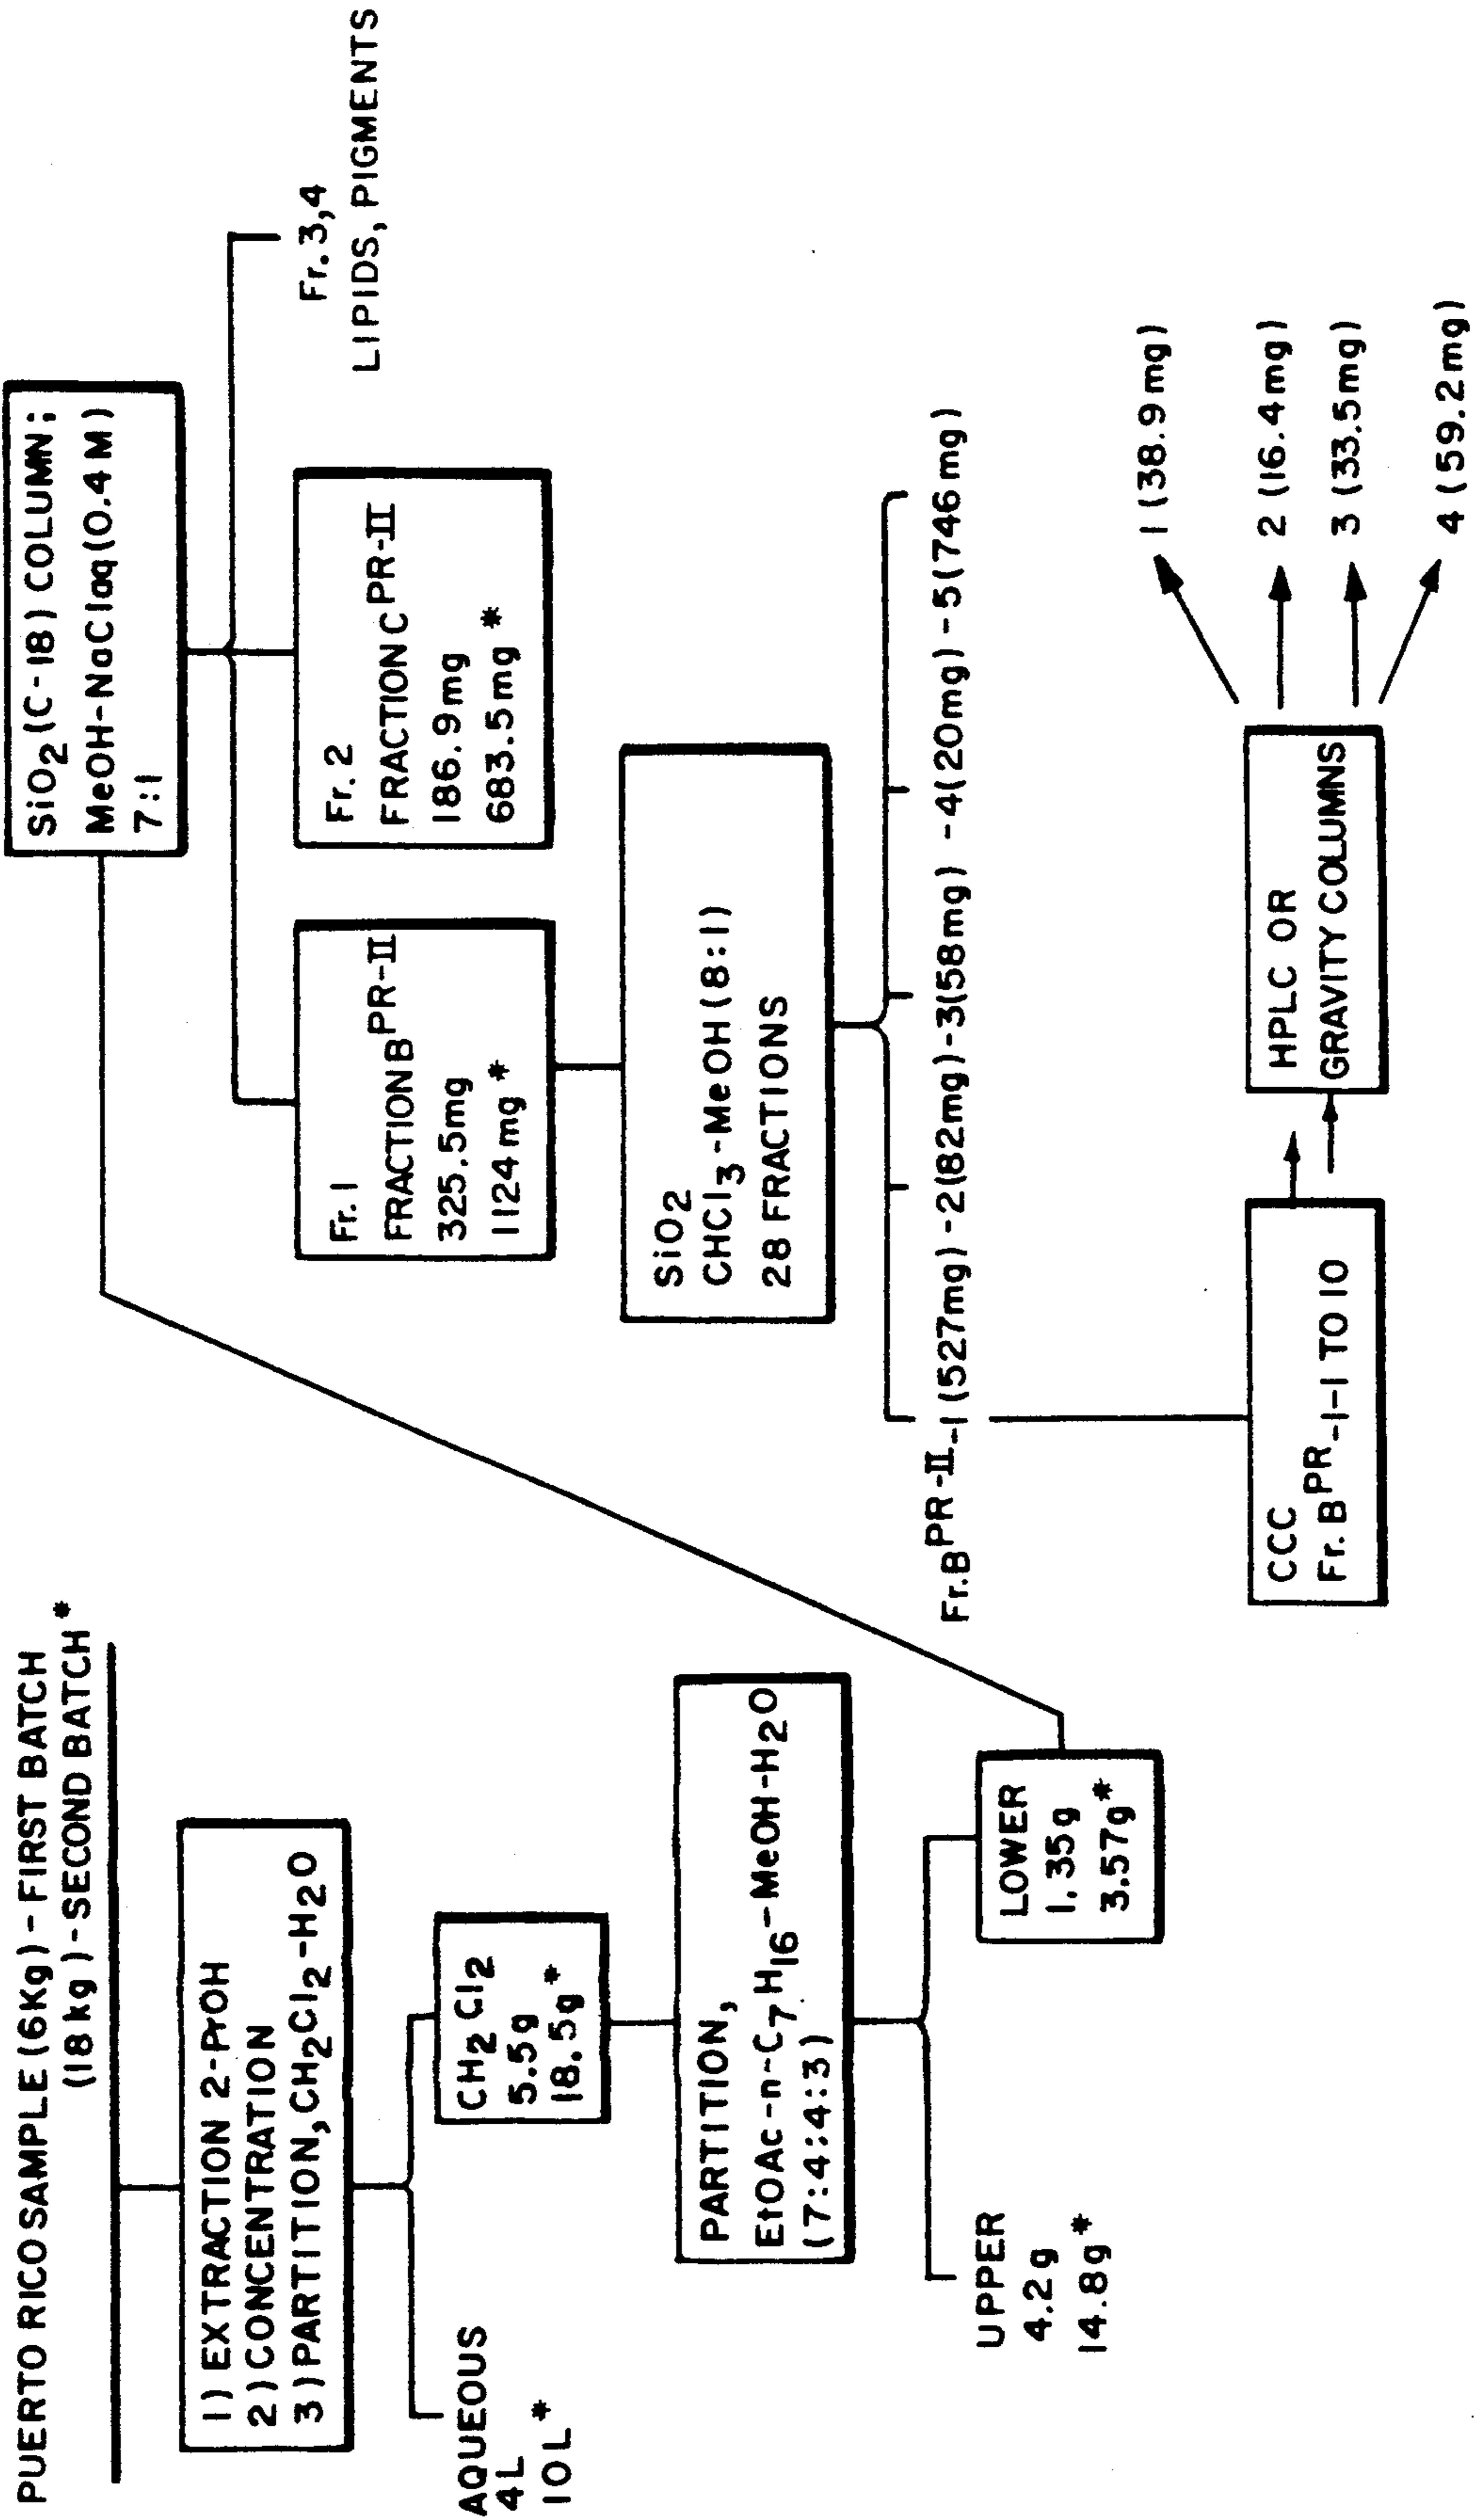 PUERTO RICO SAMPLE (6Kg) - FIRST BATCH
(18 kg) - SECOND BATCH*
1) EXTRACTION 2-PrOH
2) CONCENTRATION
3) PARTITION, CH2Cl2-H2O
AQUEOUS
4L
10L*
CH2Cl2
5.5g
18.5g*
PARTITION,
EtOAc-n-C7H16-MeOH-H2O
(7:4:4:3)
UPPER
4.2g
14.8g*
LOWER
1.35g
3.57g*
SiO2 (C-18) COLUMN;
MeOH-NaClaq (0.4 M)
7:1
Fr. 1
FRACTION B PR-II
325.5mg
1124mg*
Fr. 2
FRACTION C PR-II
186.9mg
683.5mg*
Fr. 3,4
LIPIDS, PIGMENTS
SiO2
CHCl3-MeOH (8:1)
28 FRACTIONS
Fr. B PR-II-1 (527mg) -2(82mg)-3(58mg) -4(20mg) -5(746mg)
CCC
Fr. B PR-1-1 TO 10
HPLC OR
GRAVITY COLUMNS
1 (38.9mg)
2 (16.4mg)
3 (33.5mg)
4 (59.2mg)